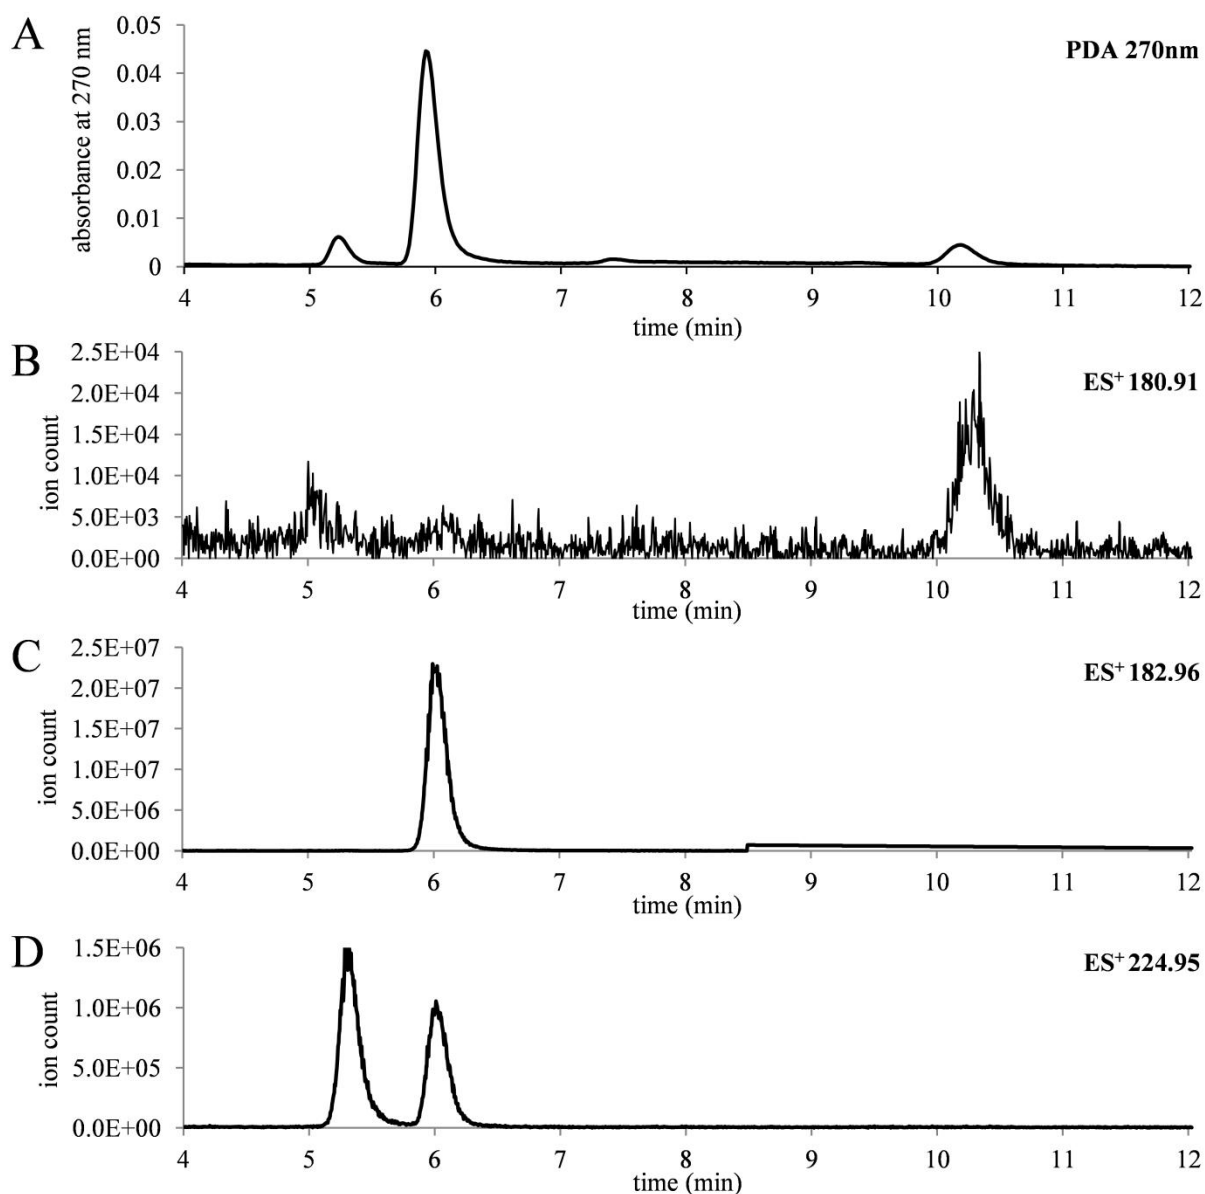 A
PDA 270nm
absorbance at 270 nm
0.05
0.04
0.03
0.02
0.01
0
4 5 6 7 8 9 10 11 12
time (min)
B
ES⁺ 180.91
ion count
2.5E+04
2.0E+04
1.5E+04
1.0E+04
5.0E+03
0.0E+00
4 5 6 7 8 9 10 11 12
time (min)
C
ES⁺ 182.96
ion count
2.5E+07
2.0E+07
1.5E+07
1.0E+07
5.0E+06
0.0E+00
4 5 6 7 8 9 10 11 12
time (min)
D
ES⁺ 224.95
ion count
1.5E+06
1.0E+06
5.0E+05
0.0E+00
4 5 6 7 8 9 10 11 12
time (min)